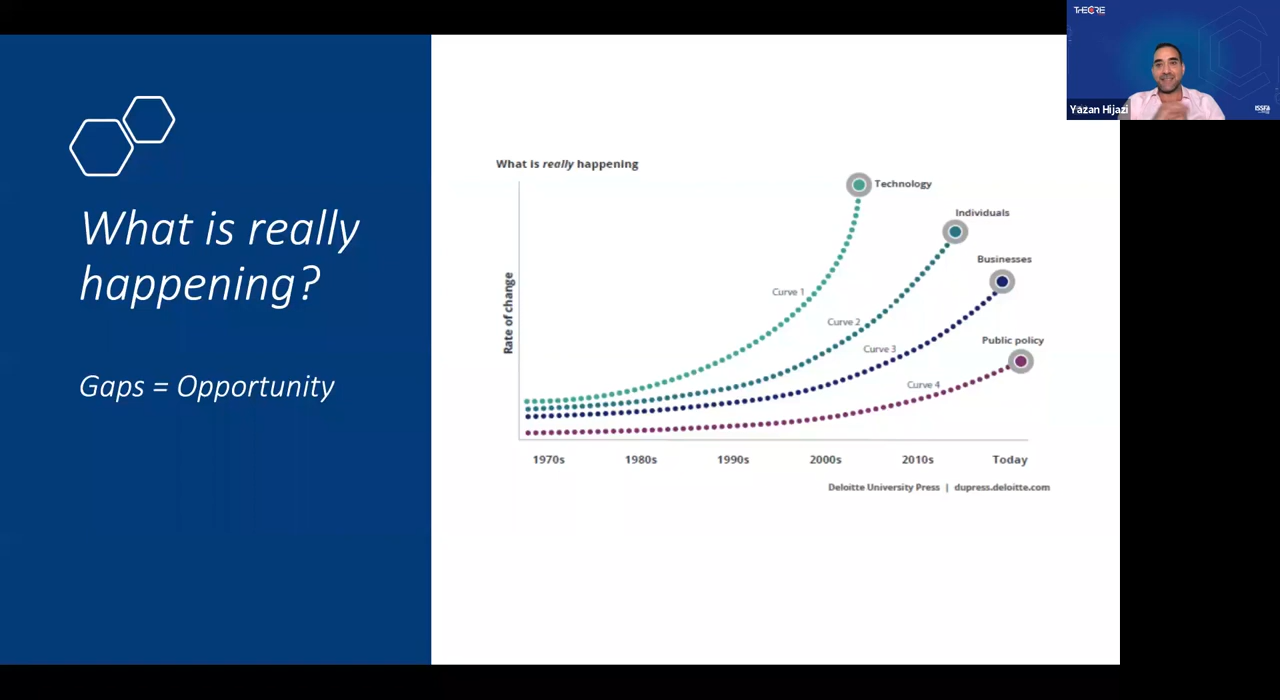 What is really
happening?
Gaps = Opportunity
What is really happening
Technology
Individuals
Businesses
Public policy
Curve 1
Curve 2
Curve 3
Curve 4
Rate of change
1970s 1980s 1990s 2000s 2010s Today
Deloitte University Press | dupress.deloitte.com
THECORE
Yazan Hijazi
ISSFA